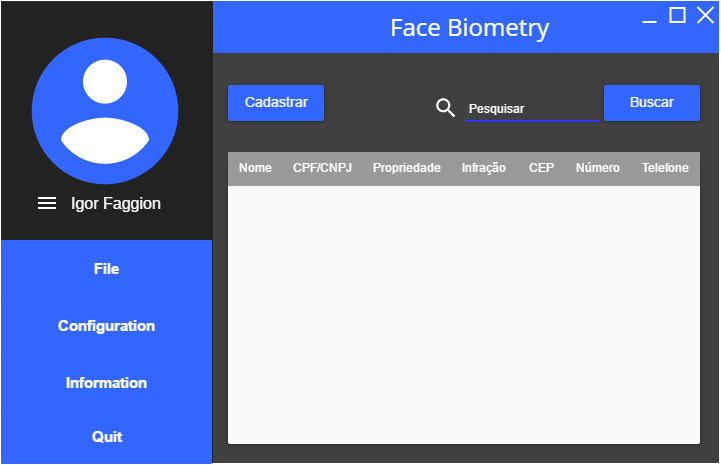 Face Biometry
Cadastrar
Pesquisar
Buscar
Nome CPF/CNPJ Propriedade Infração CEP Número Telefone
Igor Faggion
File
Configuration
Information
Quit